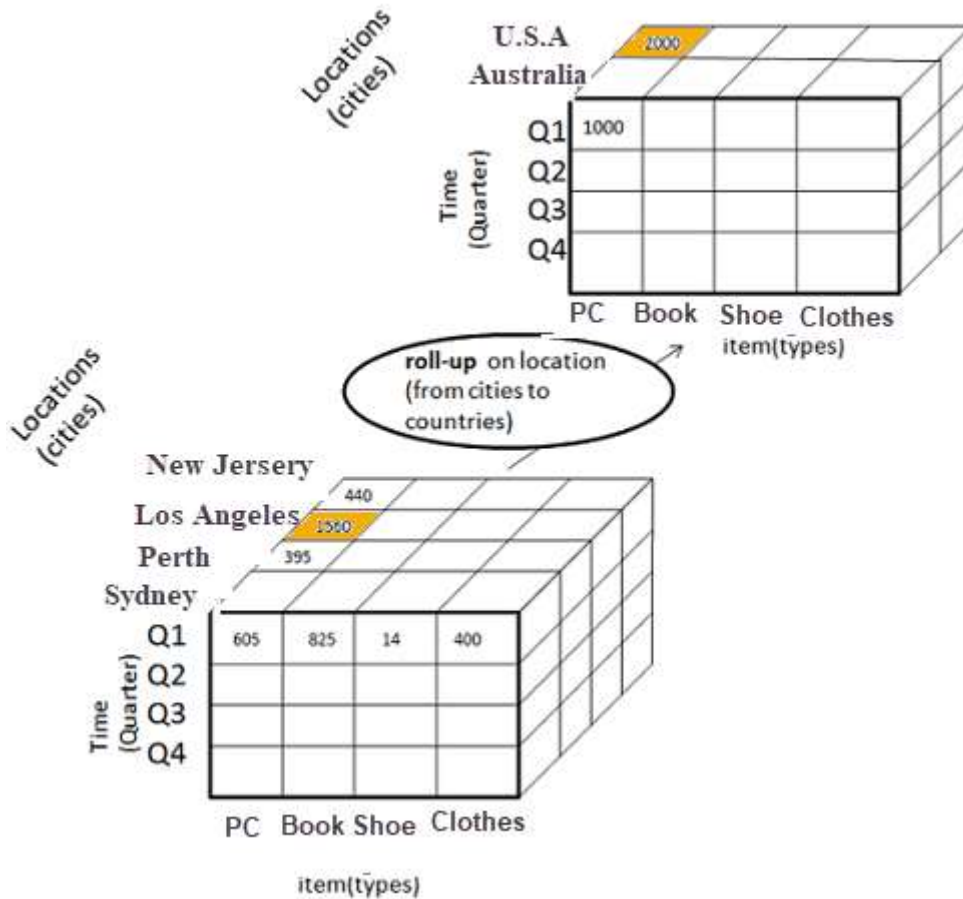 Locations
(cities)
U.S.A
Australia
2000
Time
(Quarter)
Q1
Q2
Q3
Q4
1000
PC Book Shoe Clothes
item(types)
roll-up on location
(from cities to
countries)
Locations
(cities)
New Jersery
Los Angeles
Perth
Sydney
440
1560
395
Time
(Quarter)
Q1
Q2
Q3
Q4
605 825 14 400
PC Book Shoe Clothes
item(types)